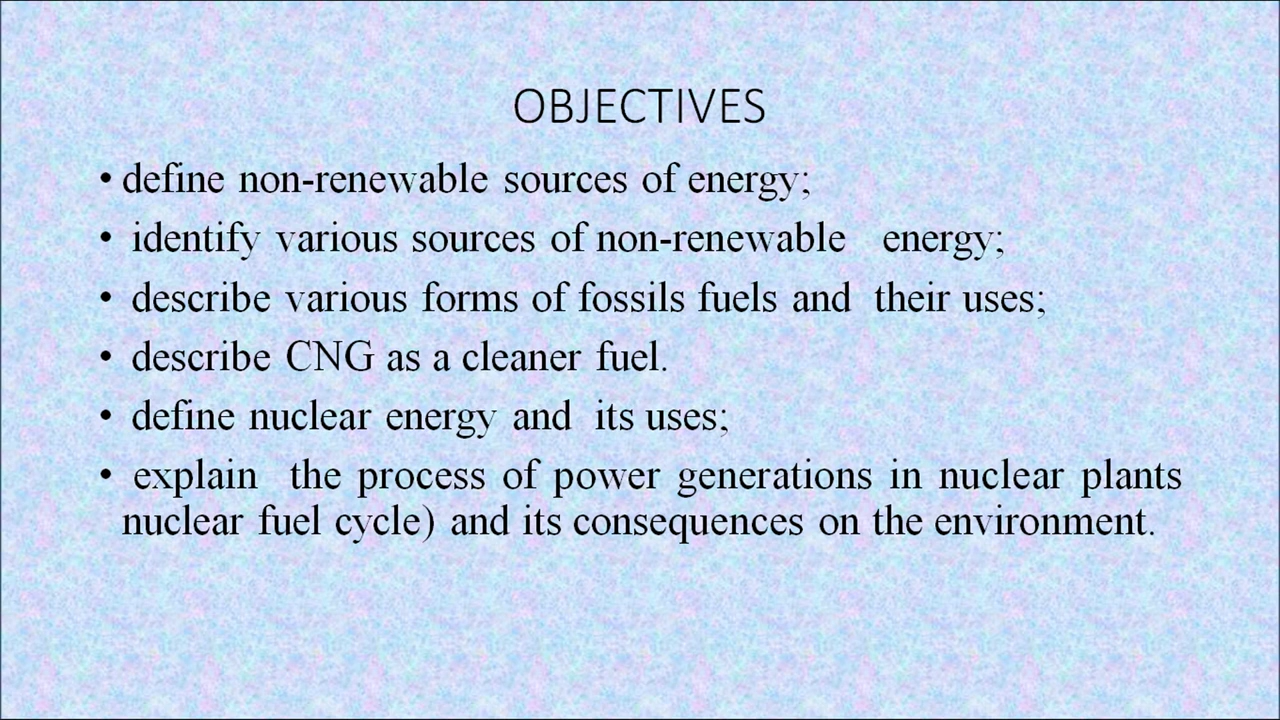 OBJECTIVES
• define non-renewable sources of energy;
• identify various sources of non-renewable energy;
• describe various forms of fossils fuels and their uses;
• describe CNG as a cleaner fuel.
• define nuclear energy and its uses;
• explain the process of power generations in nuclear plants
nuclear fuel cycle) and its consequences on the environment.